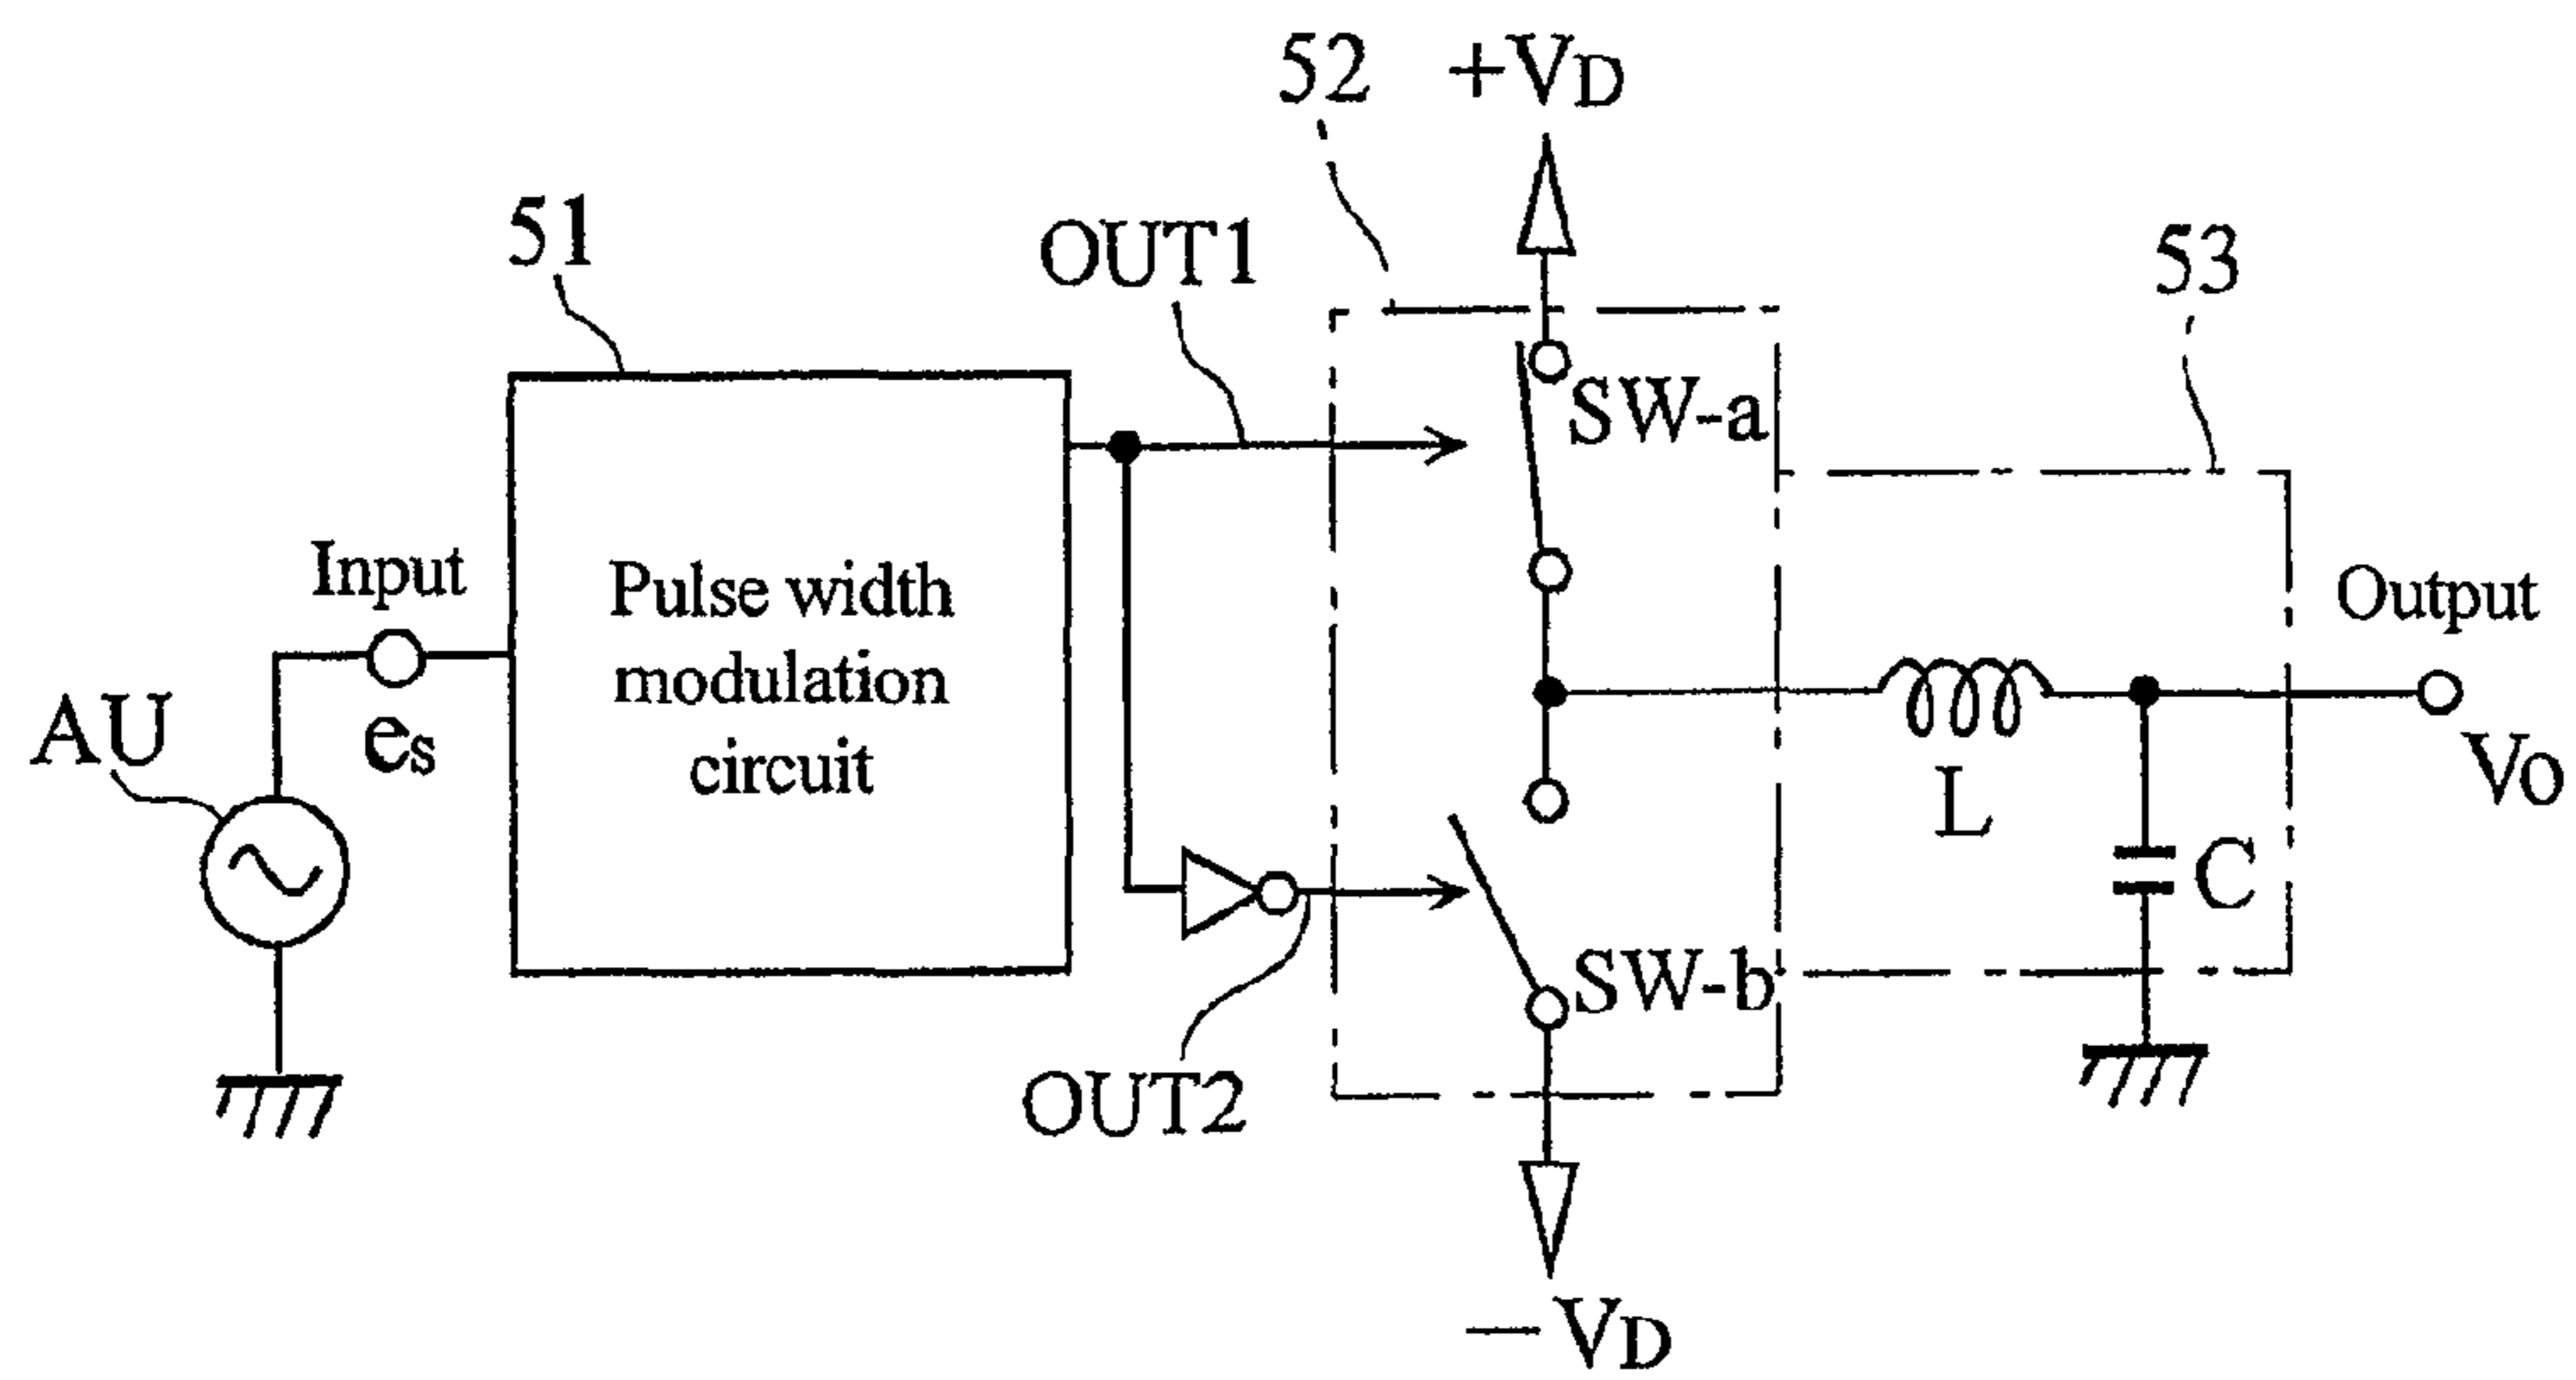 52
+VD
51
OUT1
53
SW-a
Input
Pulse width
modulation
circuit
Output
AU
es
L
Vo
C
SW-b
OUT2
−VD